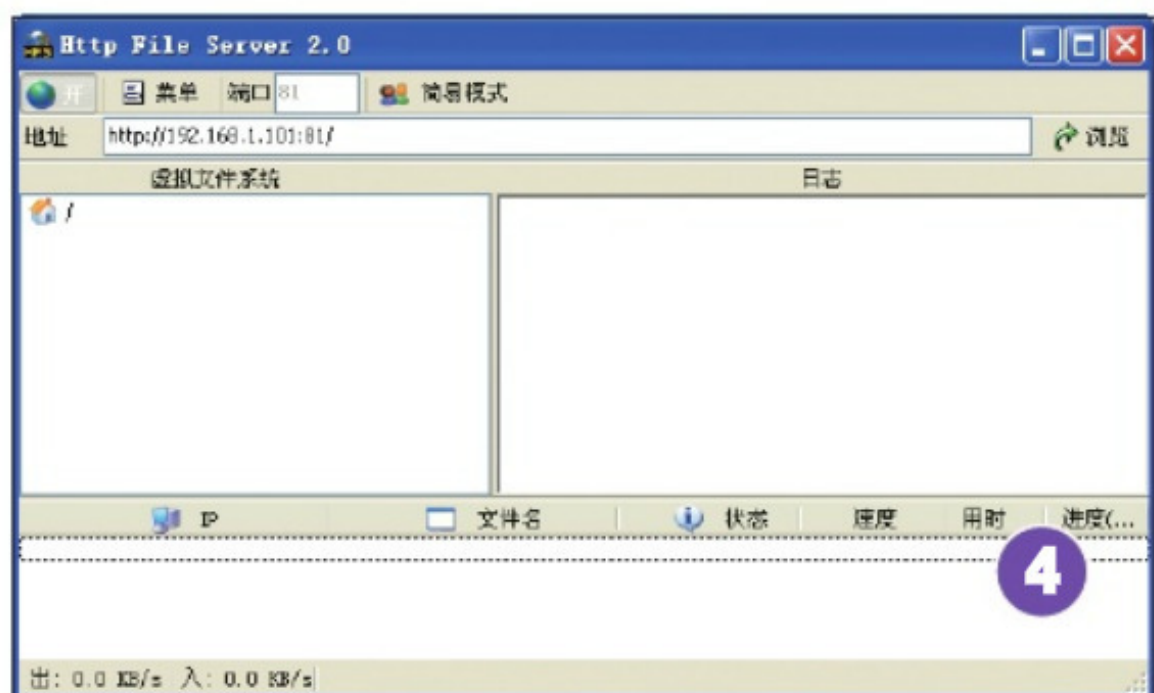 Http File Server 2.0
开 菜单 端口 81 简易模式
地址 http://192.168.1.101:81/ 浏览
虚拟文件系统 日志
/
IP 文件名 状态 速度 用时 进度(...
4
出: 0.0 KB/s 入: 0.0 KB/s